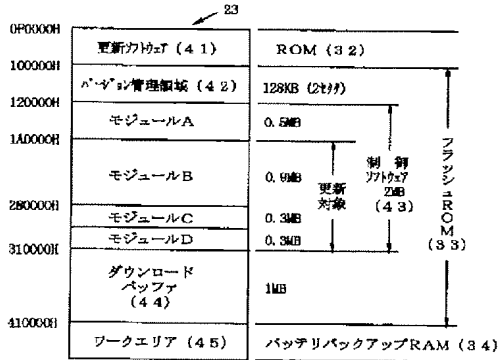 23
0F0000H
更新ソフトウェア(41)
ROM(32)
100000H
バージョン管理領域(42)
128KB(2セクタ)
120000H
モジュールA
0.5MB
1A0000H
モジュールB
0.9MB
280000H
モジュールC
0.3MB
モジュールD
0.3MB
310000H
更新
対象
制御
ソフトウェア
2MB
(43)
フラッシュROM
(33)
ダウンロード
バッファ
(44)
1MB
410000H
ワークエリア(45)
バッテリバックアップRAM(34)